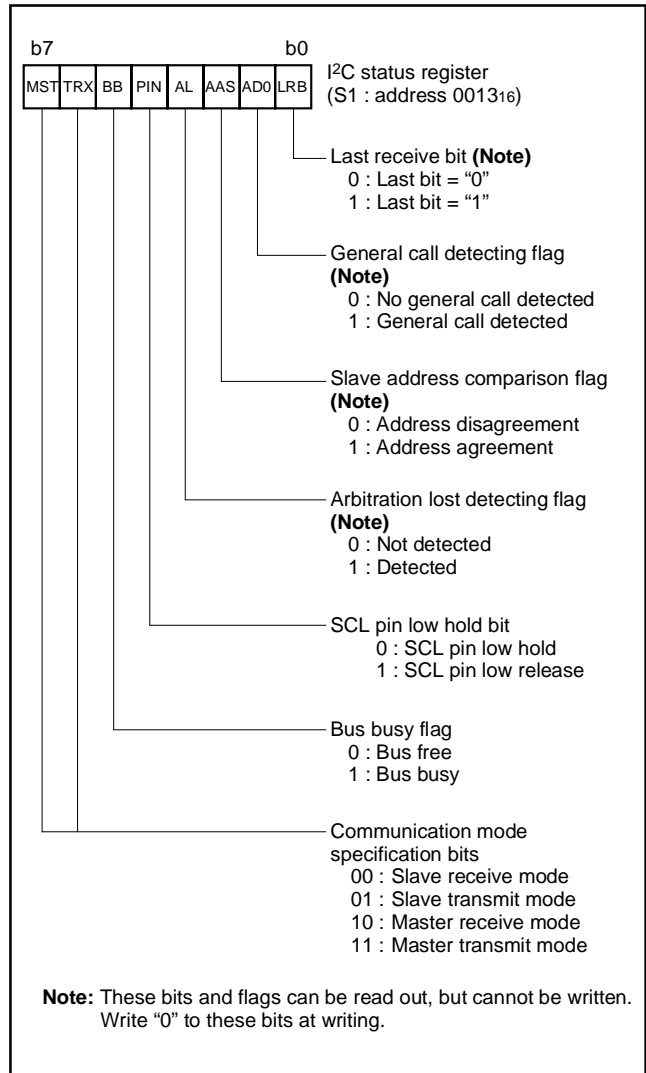 b7 b0
MST TRX BB PIN AL AAS AD0 LRB
I2C status register
(S1 : address 001316)
Last receive bit (Note)
0 : Last bit = “0”
1 : Last bit = “1”
General call detecting flag
(Note)
0 : No general call detected
1 : General call detected
Slave address comparison flag
(Note)
0 : Address disagreement
1 : Address agreement
Arbitration lost detecting flag
(Note)
0 : Not detected
1 : Detected
SCL pin low hold bit
0 : SCL pin low hold
1 : SCL pin low release
Bus busy flag
0 : Bus free
1 : Bus busy
Communication mode
specification bits
00 : Slave receive mode
01 : Slave transmit mode
10 : Master receive mode
11 : Master transmit mode
Note: These bits and flags can be read out, but cannot be written.
Write “0” to these bits at writing.